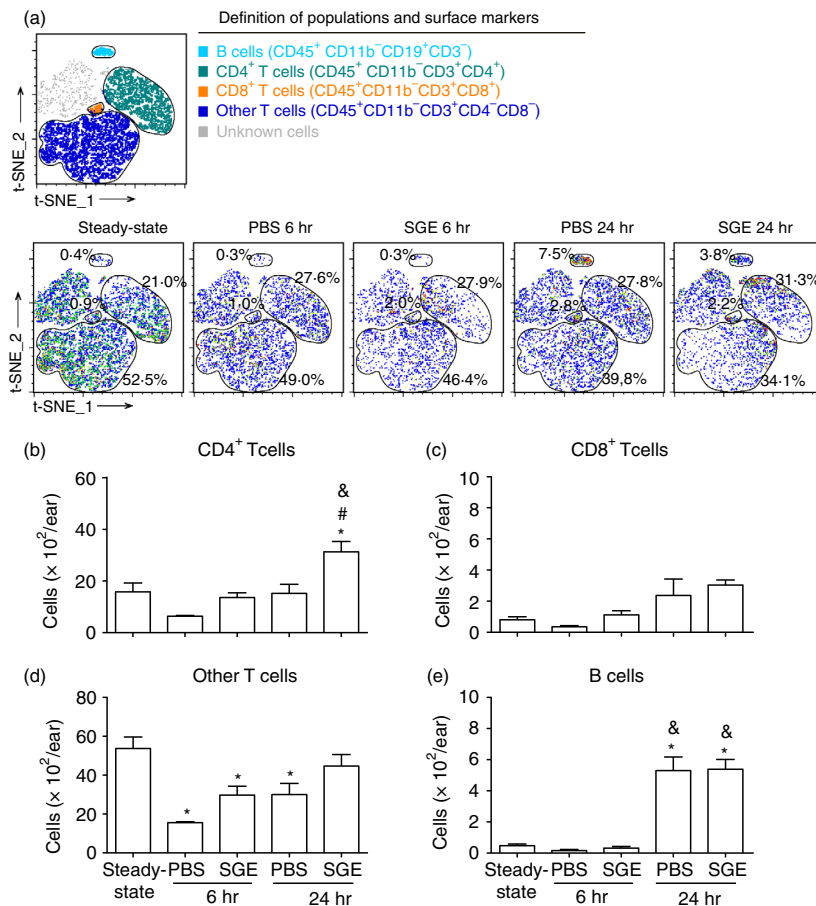 (a)
Definition of populations and surface markers
B cells (CD45⁺ CD11b⁻CD19⁺CD3⁻)
CD4⁺ T cells (CD45⁺ CD11b⁻CD3⁺CD4⁺)
CD8⁺ T cells (CD45⁺CD11b⁻CD3⁺CD8⁺)
Other T cells (CD45⁺CD11b⁻CD3⁺CD4⁻CD8⁻)
Unknown cells
t-SNE_2
t-SNE_1
Steady-state PBS 6 hr SGE 6 hr PBS 24 hr SGE 24 hr
0·4% 0·3% 0·3% 7·5% 3·8%
21·0% 27·6% 27·9% 27·8% 31·3%
0·9% 1·0% 2·0% 2·8% 2·2%
52·5% 49·0% 46·4% 39,8% 34·1%
t-SNE_2
t-SNE_1
(b) CD4⁺ Tcells
Cells (× 10²/ear)
60
40
20
0
&
#
*
(c) CD8⁺ Tcells
Cells (× 10²/ear)
10
8
6
4
2
0
(d) Other T cells
Cells (× 10²/ear)
80
60
40
20
0
* * *
Steady-state PBS SGE PBS SGE
6 hr 24 hr
(e) B cells
Cells (× 10²/ear)
10
8
6
4
2
0
& &
* *
Steady-state PBS SGE PBS SGE
6 hr 24 hr